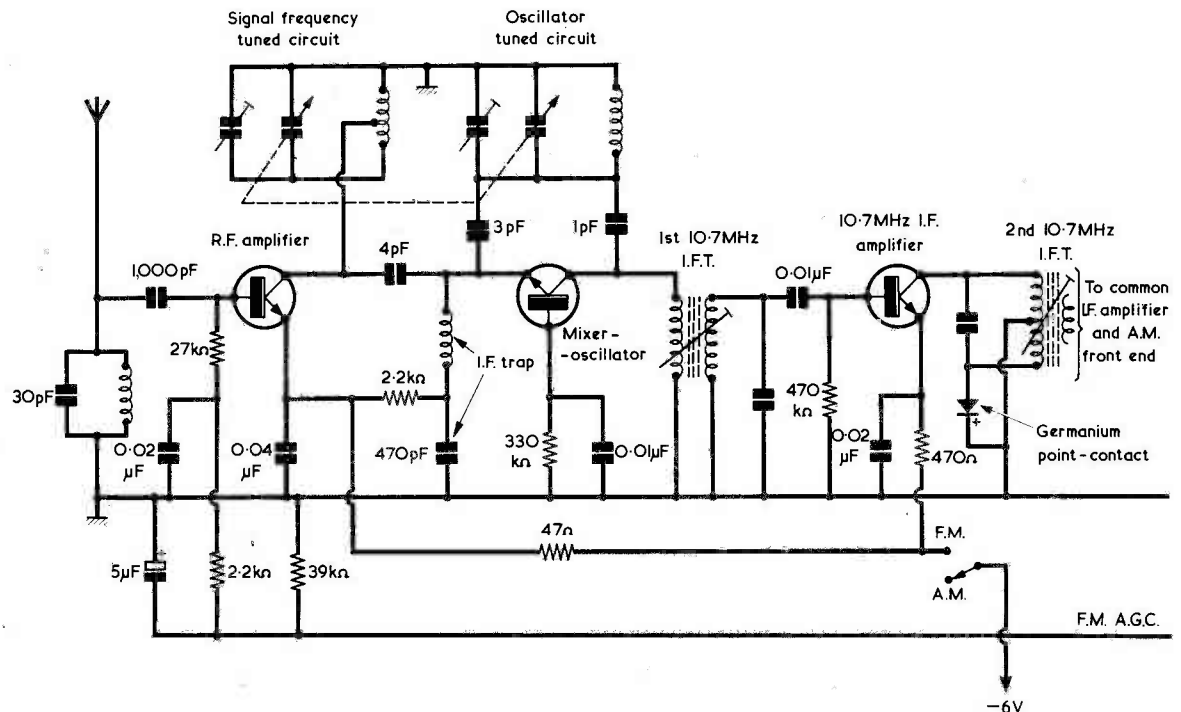 Signal frequency
tuned circuit
Oscillator
tuned circuit
R.F. amplifier
1,000pF
4pF
3pF
1pF
1st 10·7MHz
I.F.T.
0·01µF
10·7MHz I.F.
amplifier
2nd 10·7MHz
I.F.T.
To common
I.F. amplifier
and A.M.
front end
Mixer-
-oscillator
27kΩ
I.F. trap
2·2kΩ
30pF
0·02
µF
0·04
µF
470pF
330
kΩ
0·01µF
470
kΩ
0·02
µF
470Ω
+
Germanium
point-contact
47Ω
F.M.
A.M.
+
5µF
2·2kΩ
39kΩ
F.M. A.G.C.
−6V